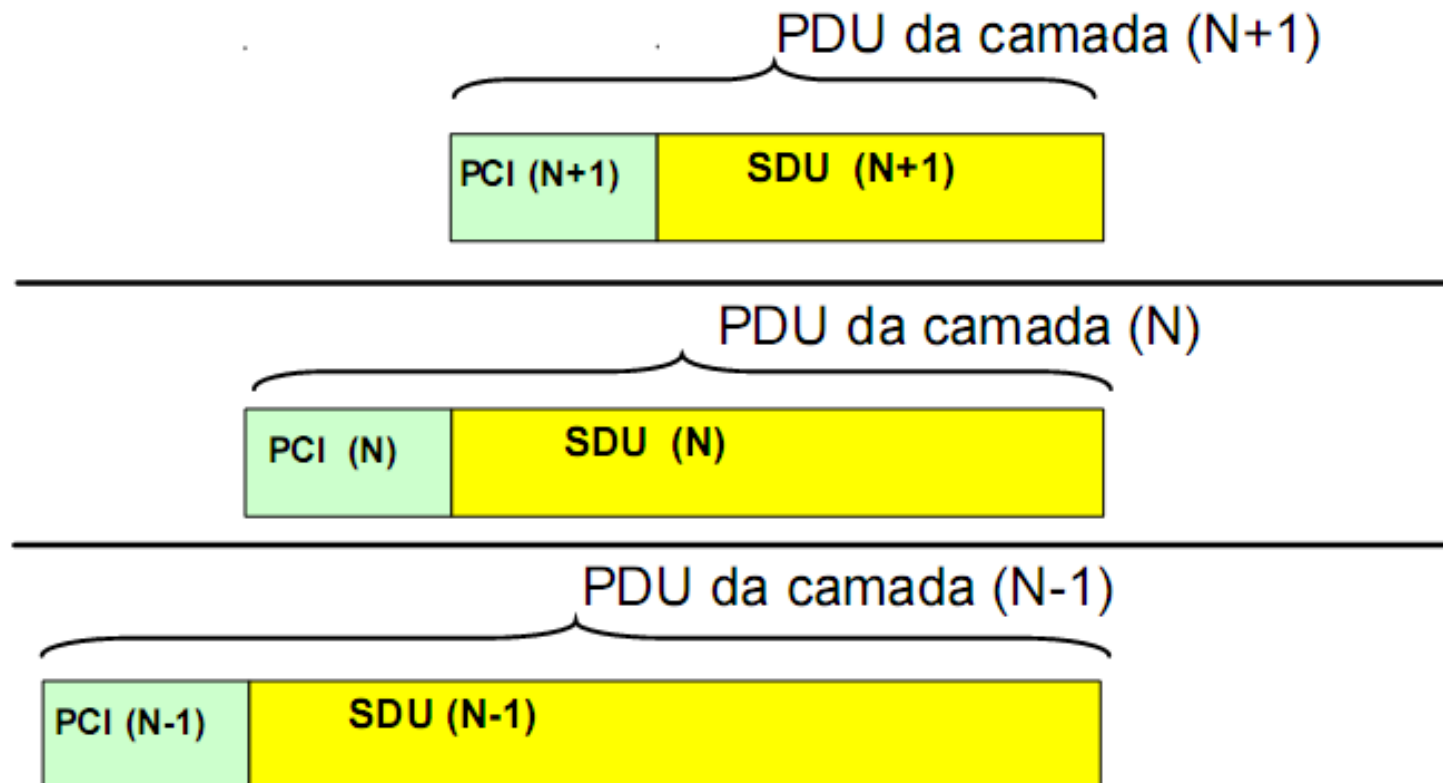 PDU da camada (N+1)
PCI (N+1) SDU (N+1)
PDU da camada (N)
PCI (N) SDU (N)
PDU da camada (N-1)
PCI (N-1) SDU (N-1)